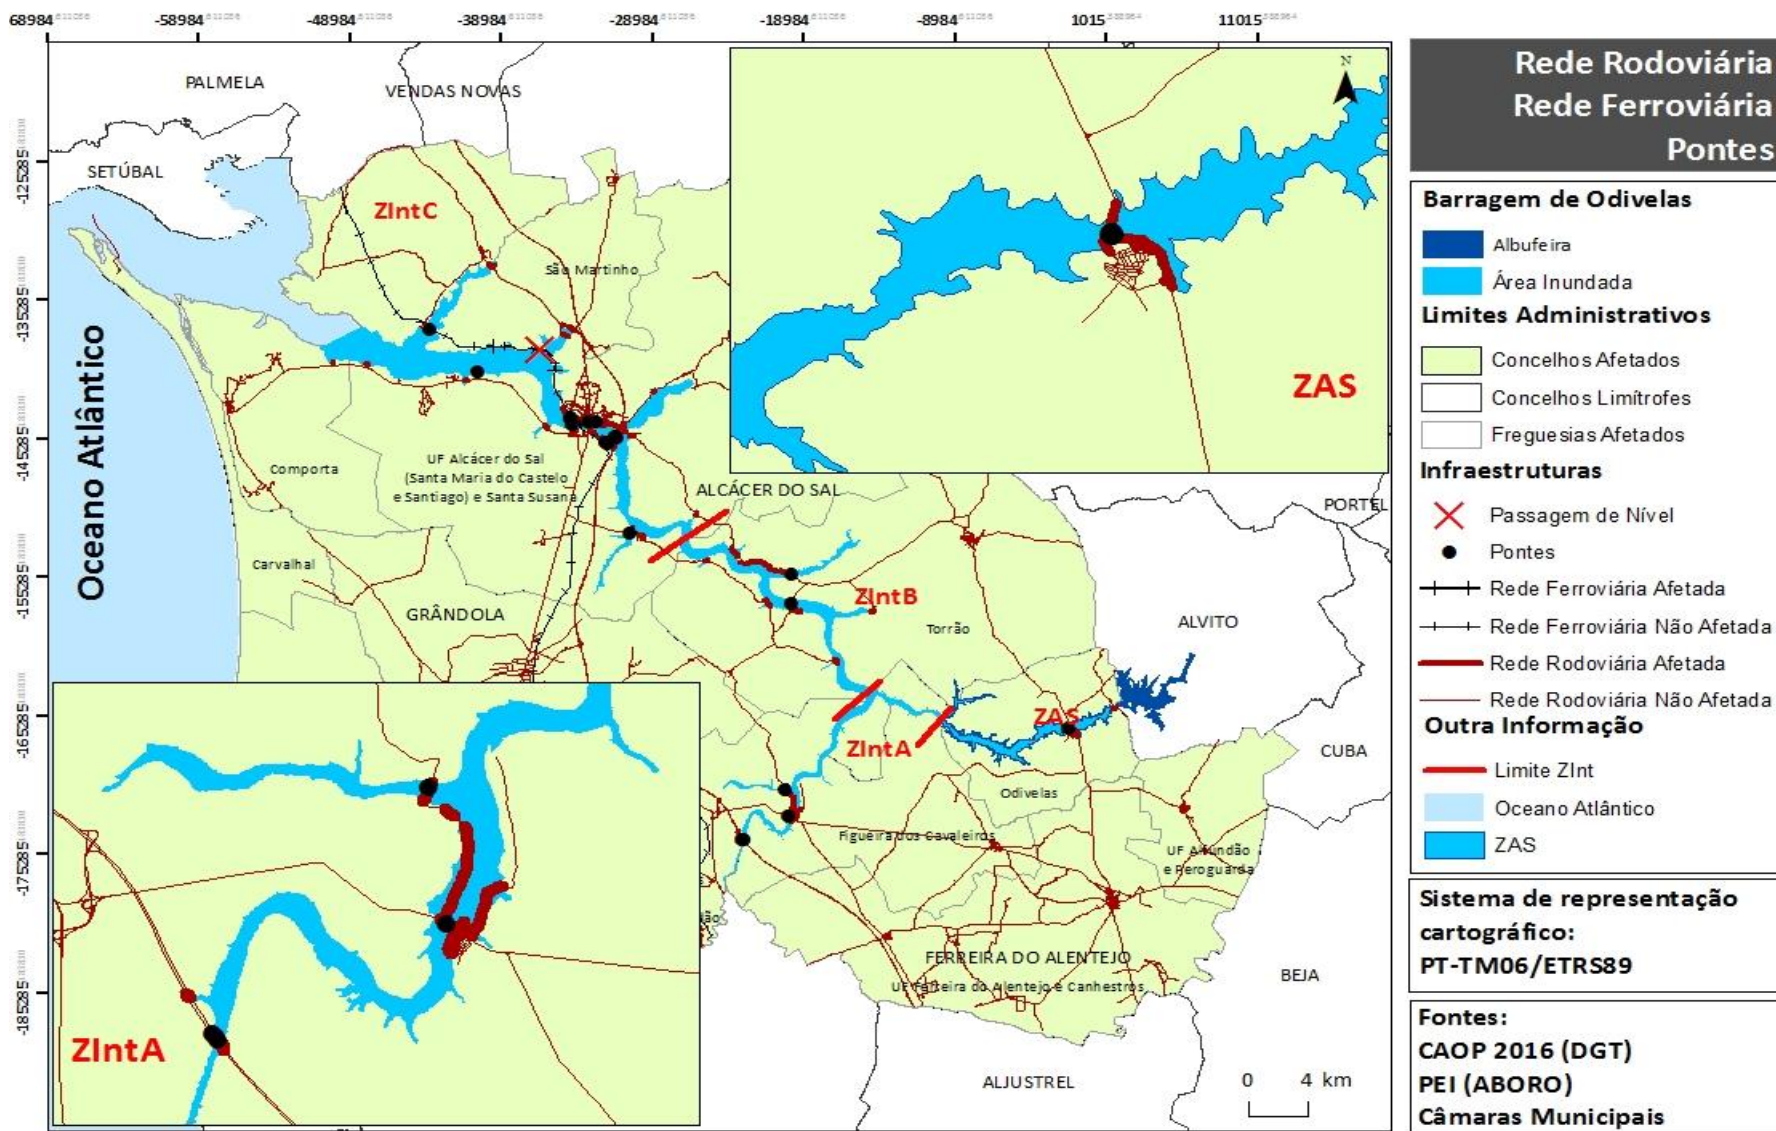 68984
-58984
-48984
-38984
-28984
-18984
-8984
1015
11015
-125285
-135285
-145285
-155285
-165285
-175285
-185285
PALMELA
VENDAS NOVAS
SETÚBAL
ZIntC
São Martinho
Oceano Atlântico
Comporta
UF Alcácer do Sal
(Santa Maria do Castelo
e Santiago) e Santa Susana
ALCÁCER DO SAL
Carvalhal
GRÂNDOLA
ZIntB
Torrão
PORTEL
ALVITO
ZAS
ZIntA
CUBA
Odivelas
Figueira dos Cavaleiros
UF Alfundão
e Peroguarda
FERREIRA DO ALENTEJO
UF Ferreira do Alentejo e Canhestros
BEJA
ALJUSTREL
0 4 km
N
ZAS
ZIntA
Rede Rodoviária
Rede Ferroviária
Pontes
Barragem de Odivelas
Albufeira
Área Inundada
Limites Administrativos
Concelhos Afetados
Concelhos Limítrofes
Freguesias Afetados
Infraestruturas
Passagem de Nível
Pontes
Rede Ferroviária Afetada
Rede Ferroviária Não Afetada
Rede Rodoviária Afetada
Rede Rodoviária Não Afetada
Outra Informação
Limite ZInt
Oceano Atlântico
ZAS
Sistema de representação
cartográfico:
PT-TM06/ETRS89
Fontes:
CAOP 2016 (DGT)
PEI (ABORO)
Câmaras Municipais